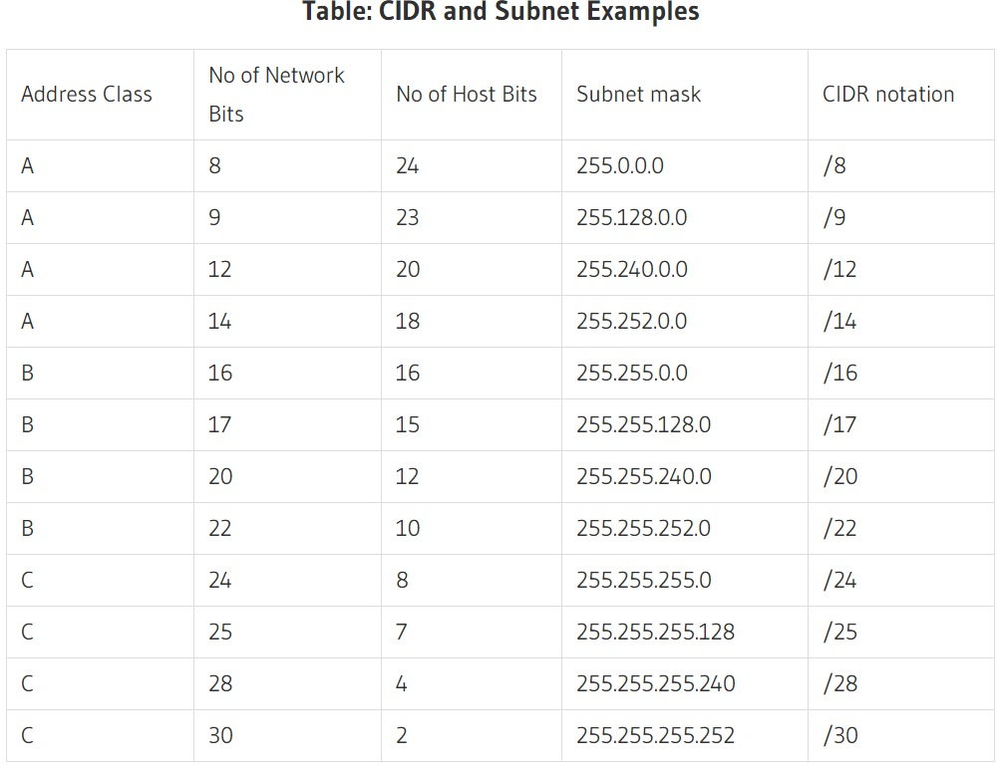 Table: CIDR and Subnet Examples
Address Class No of Network Bits No of Host Bits Subnet mask CIDR notation
A 8 24 255.0.0.0 /8
A 9 23 255.128.0.0 /9
A 12 20 255.240.0.0 /12
A 14 18 255.252.0.0 /14
B 16 16 255.255.0.0 /16
B 17 15 255.255.128.0 /17
B 20 12 255.255.240.0 /20
B 22 10 255.255.252.0 /22
C 24 8 255.255.255.0 /24
C 25 7 255.255.255.128 /25
C 28 4 255.255.255.240 /28
C 30 2 255.255.255.252 /30